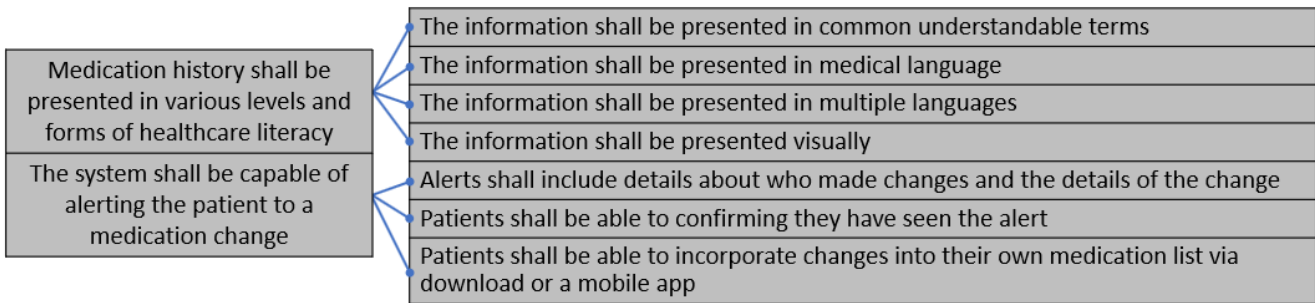 Medication history shall be
presented in various levels and
forms of healthcare literacy
The information shall be presented in common understandable terms
The information shall be presented in medical language
The information shall be presented in multiple languages
The information shall be presented visually
The system shall be capable of
alerting the patient to a
medication change
Alerts shall include details about who made changes and the details of the change
Patients shall be able to confirming they have seen the alert
Patients shall be able to incorporate changes into their own medication list via
download or a mobile app